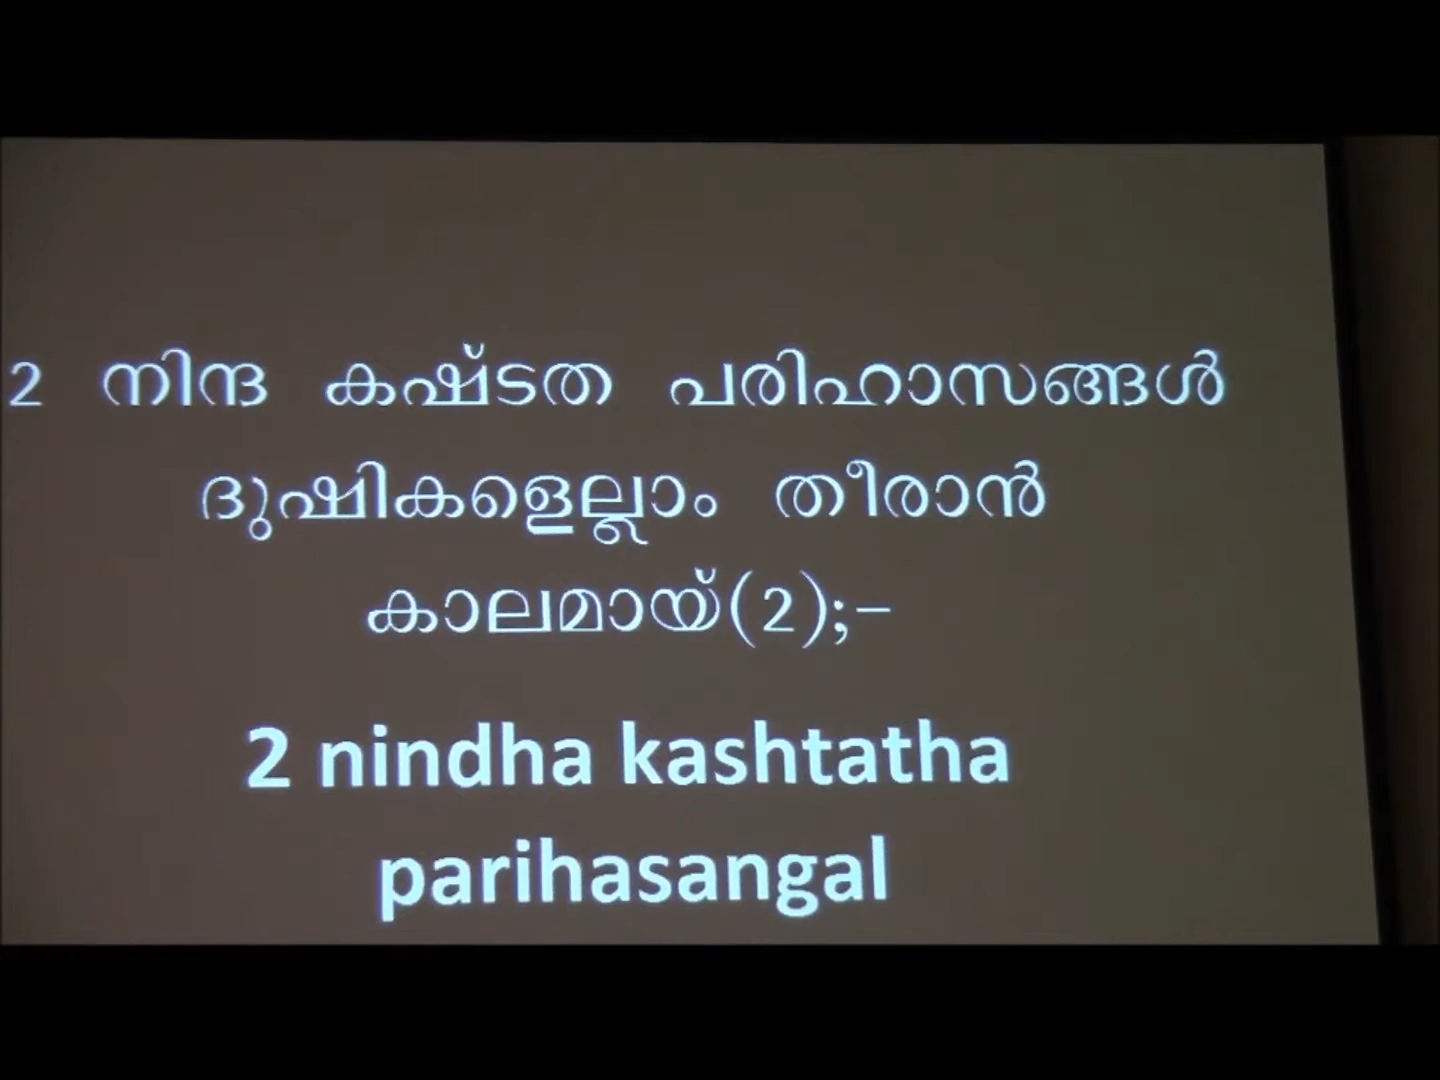 2 നിന്ദ കഷ്ടത പരിഹാസങ്ങൾ
ദുഷികളെല്ലാം തീരാൻ
കാലമായ്(2);-
2 nindha kashtatha
parihasangal